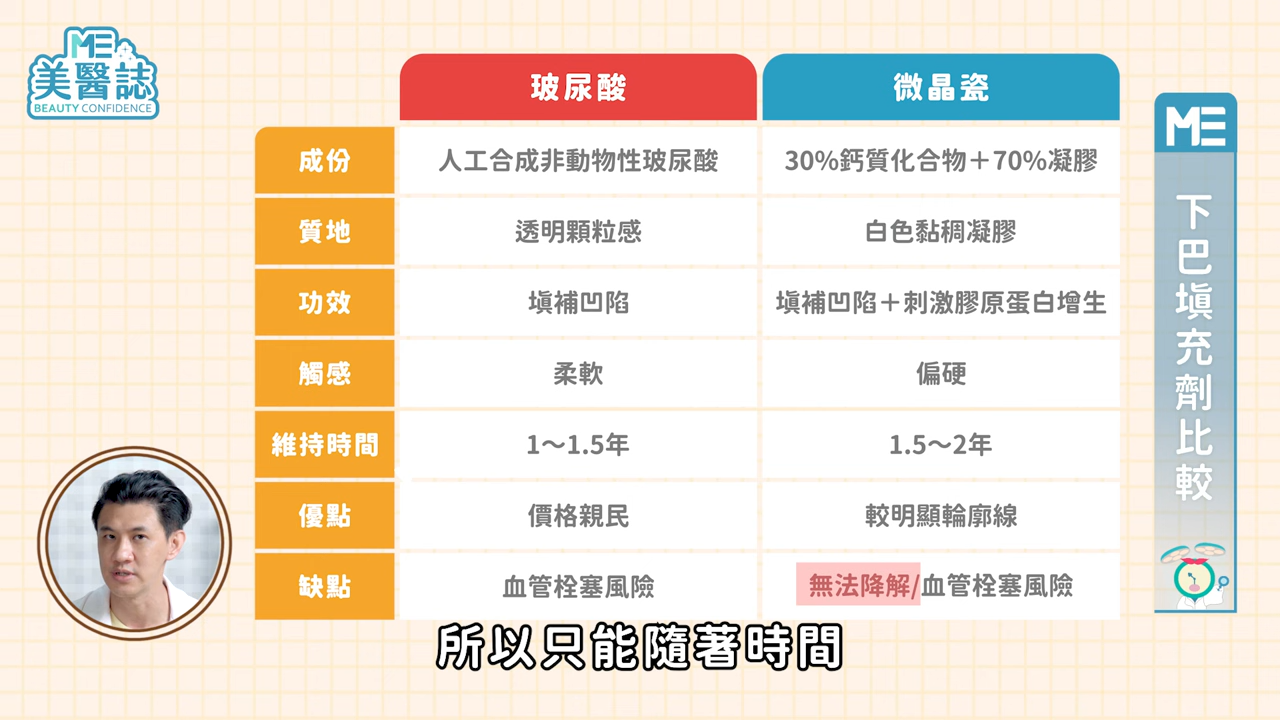 ME
美醫誌
BEAUTY CONFIDENCE
玻尿酸
微晶瓷
成份
人工合成非動物性玻尿酸
30%鈣質化合物＋70%凝膠
質地
透明顆粒感
白色黏稠凝膠
功效
填補凹陷
填補凹陷＋刺激膠原蛋白增生
觸感
柔軟
偏硬
維持時間
1～1.5年
1.5～2年
優點
價格親民
較明顯輪廓線
缺點
血管栓塞風險
無法降解/血管栓塞風險
ME
下巴填充劑比較
所以只能隨著時間